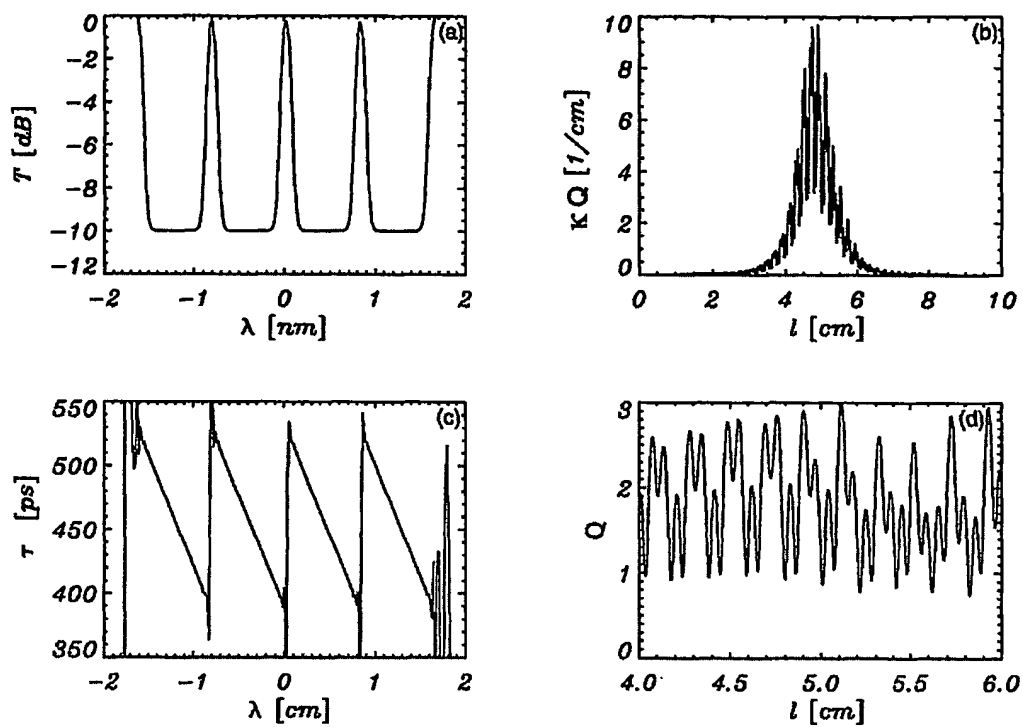 (a)
0
-2
-4
-6
-8
-10
-12
T [dB]
-2 -1 0 1 2
λ [nm]
(b)
10
8
6
4
2
0
κ Q [1/cm]
0 2 4 6 8 10
l [cm]
(c)
550
500
450
400
350
τ [ps]
-2 -1 0 1 2
λ [cm]
(d)
3
2
1
0
Q
4.0 4.5 5.0 5.5 6.0
l [cm]